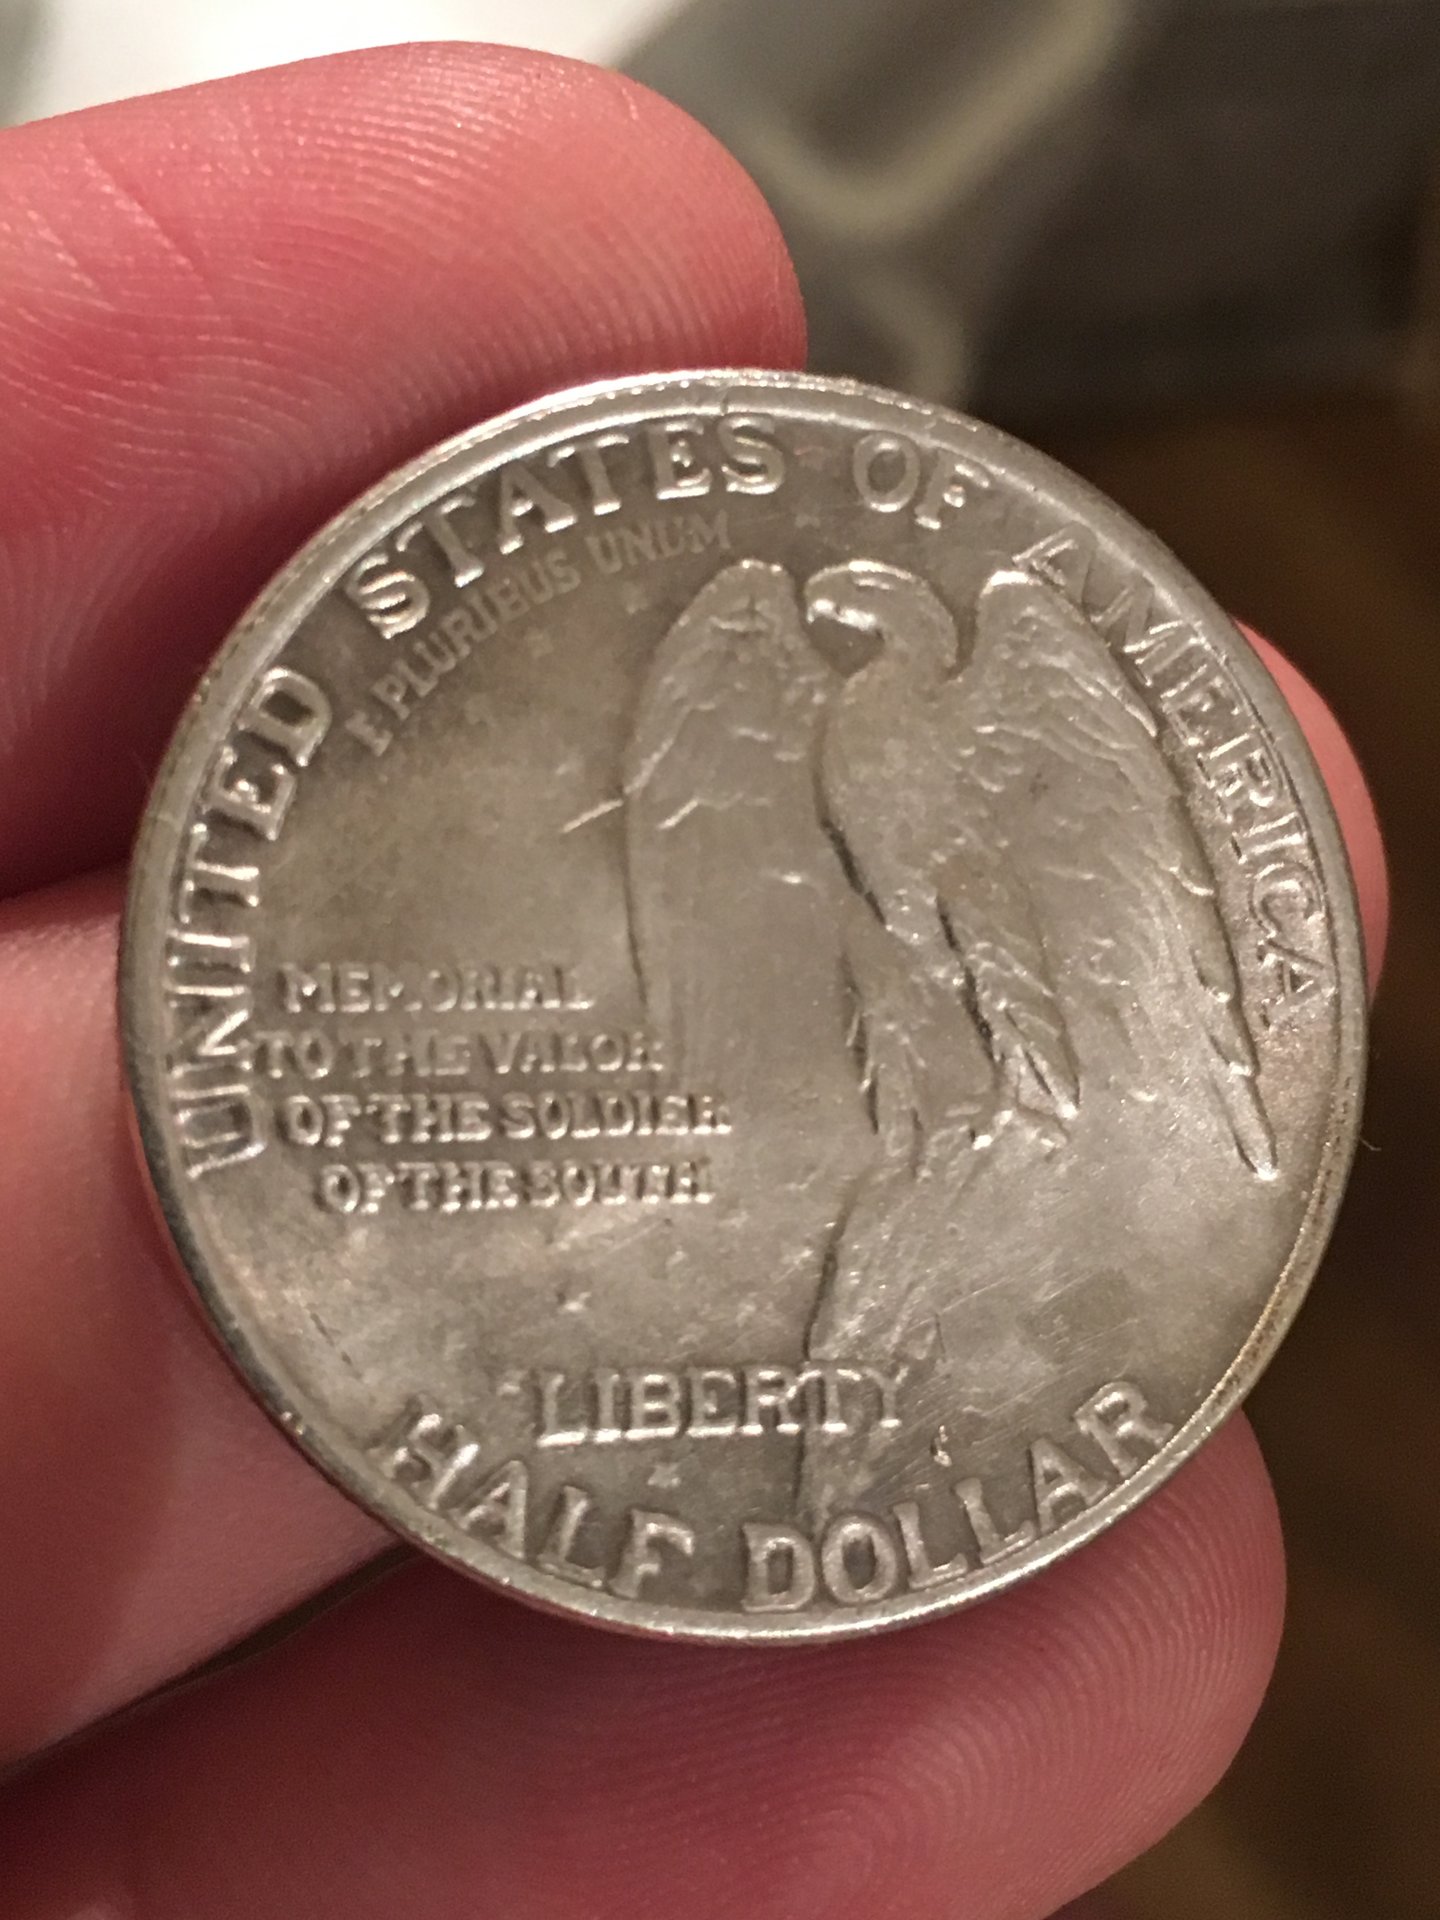 UNITED STATES OF AMERICA
E PLURIBUS UNUM
MEMORIAL
TO THE VALOR
OF THE SOLDIER
OF THE SOUTH
LIBERTY
HALF DOLLAR